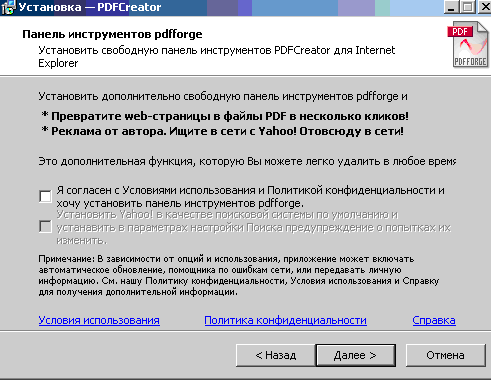 Установка — PDFCreator
Панель инструментов pdfforge
Установить свободную панель инструментов PDFCreator для Internet
Explorer
PDF
PDFFORGE
Установить дополнительно свободную панель инструментов pdfforge и
* Превратите web-страницы в файлы PDF в несколько кликов!
* Реклама от автора. Ищите в сети с Yahoo! Отовсюду в сети!
Это дополнительная функция, которую Вы можете легко удалить в любое время
Я согласен с Условиями использования и Политикой конфиденциальности и
хочу установить панель инструментов pdfforge.
Установить Yahoo! в качестве поисковой системы по умолчанию и
уставить в параметрах настройки Поиска предупреждение о попытках их
изменить.
Примечание: В зависимости от опций и использования, приложение может включать
автоматическое обновление, помощника по ошибкам сети, или передавать личную
информацию. См. нашу Политику конфиденциальности, Условия использования и Справку
для получения дополнительной информации.
Условия использования Политика конфиденциальности Справка
< Назад Далее > Отмена